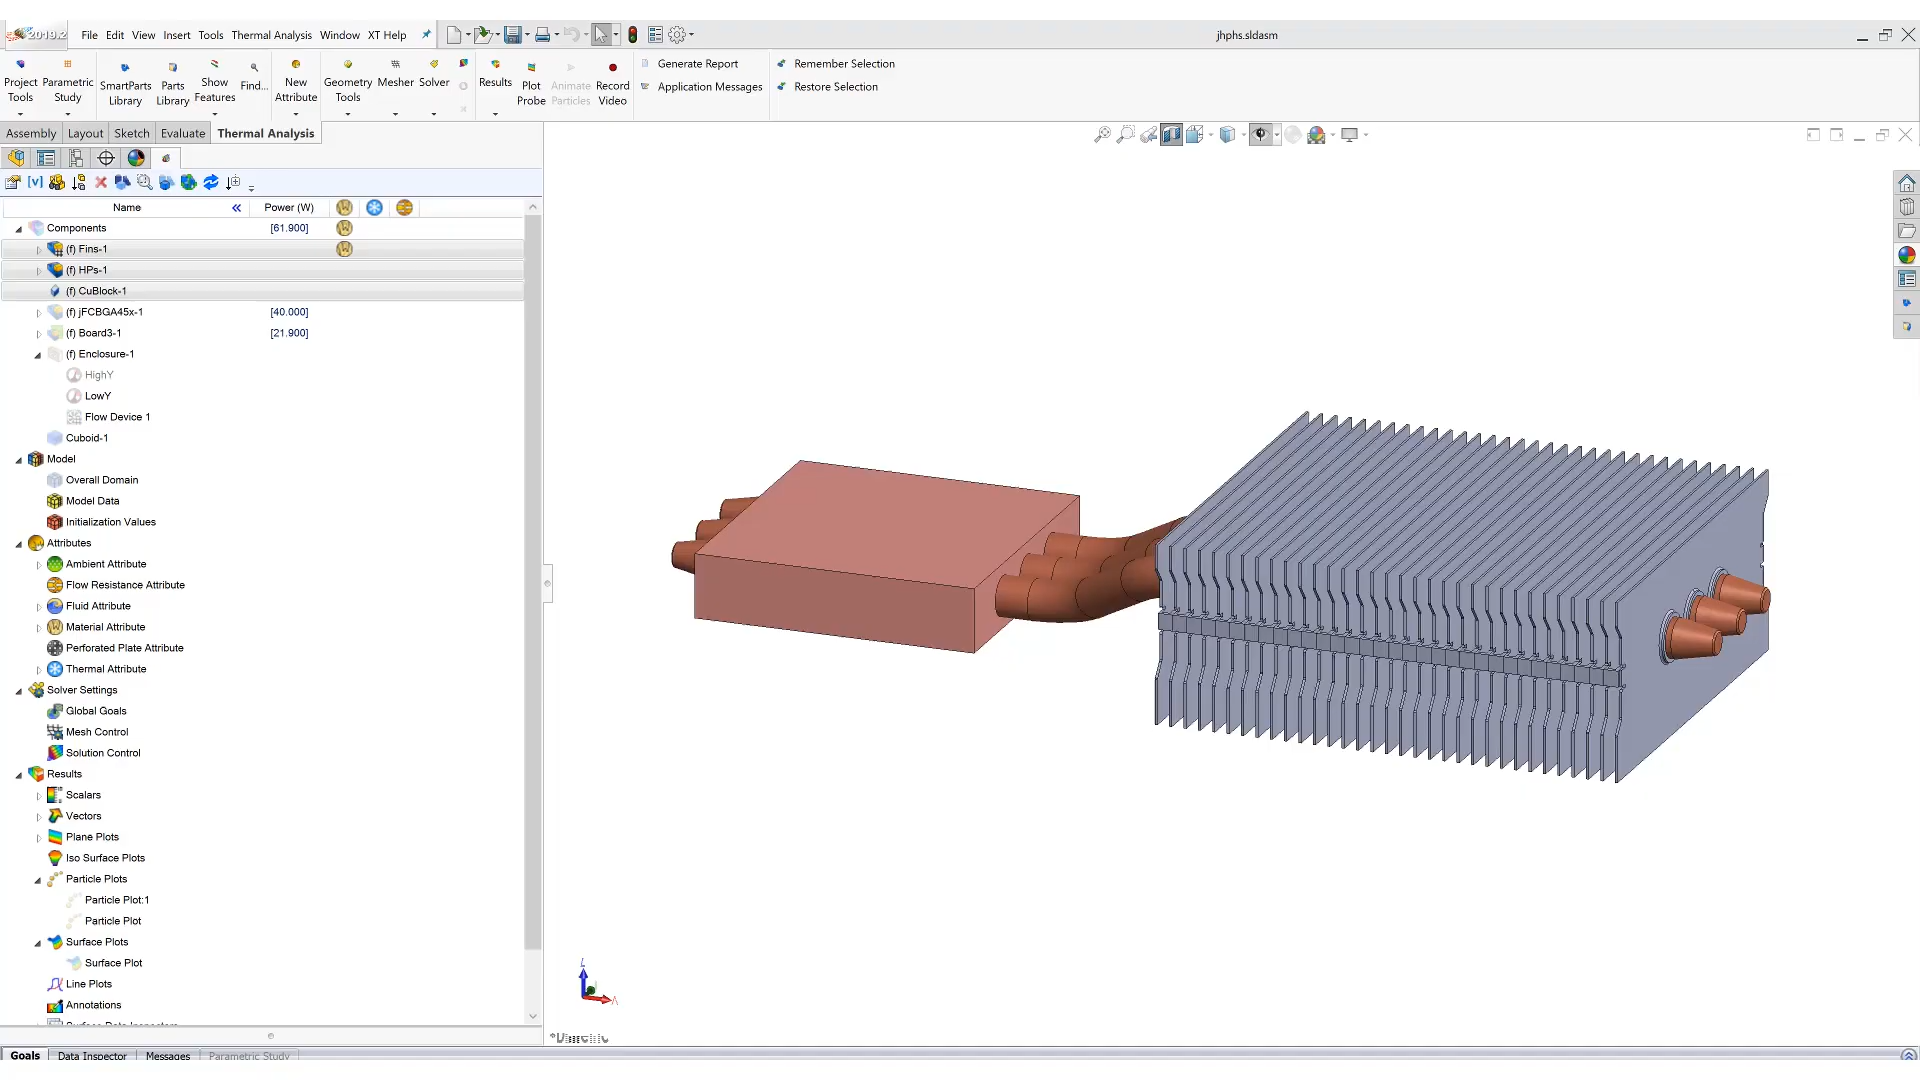 2019.2 File Edit View Insert Tools Thermal Analysis Window XT Help jhphs.sldasm
Project Tools
Parametric Study
SmartParts Library
Parts Library
Show Features
Find...
New Attribute
Geometry Tools
Mesher
Solver
Results
Plot Probe
Animate Particles
Record Video
Generate Report
Application Messages
Remember Selection
Restore Selection
Assembly Layout Sketch Evaluate Thermal Analysis
Name Power (W)
Components [61.900]
(f) Fins-1
(f) HPs-1
(f) CuBlock-1
(f) jFCBGA45x-1 [40.000]
(f) Board3-1 [21.900]
(f) Enclosure-1
HighY
LowY
Flow Device 1
Cuboid-1
Model
Overall Domain
Model Data
Initialization Values
Attributes
Ambient Attribute
Flow Resistance Attribute
Fluid Attribute
Material Attribute
Perforated Plate Attribute
Thermal Attribute
Solver Settings
Global Goals
Mesh Control
Solution Control
Results
Scalars
Vectors
Plane Plots
Iso Surface Plots
Particle Plots
Particle Plot:1
Particle Plot
Surface Plots
Surface Plot
Line Plots
Annotations
Goals Data Inspector Messages Parametric Study